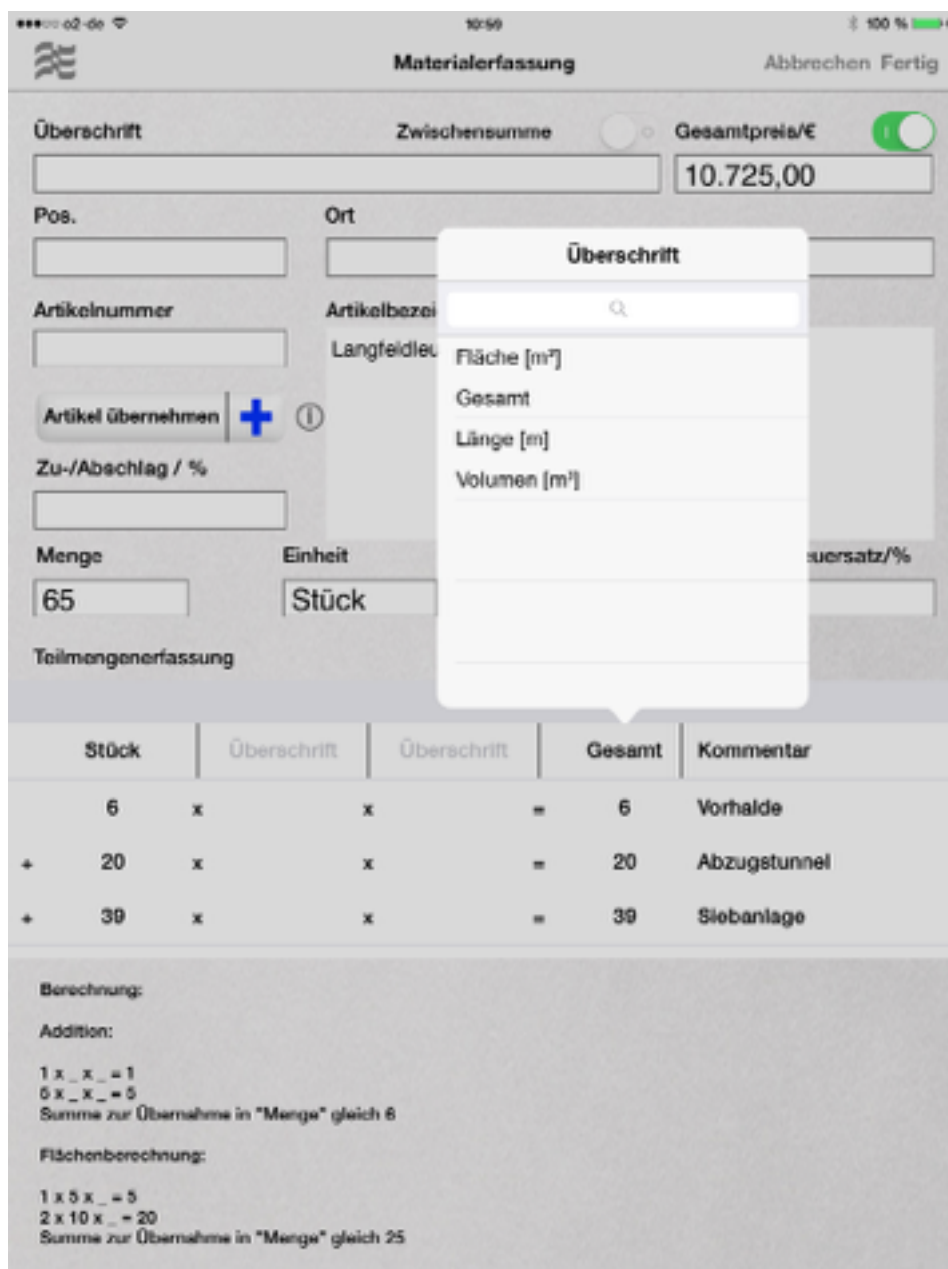 o2-de 10:59 100 %
Materialerfassung Abbrechen Fertig
Überschrift Zwischensumme Gesamtpreis/€
10.725,00
Pos. Ort
Überschrift
Artikelnummer Artikelbezei
Langfeldleu
Fläche [m²]
Gesamt
Artikel übernehmen
Länge [m]
Zu-/Abschlag / %
Volumen [m³]
Menge Einheit uersatz/%
65 Stück
Teilmengenerfassung
Stück Überschrift Überschrift Gesamt Kommentar
6 x x = 6 Vorhalde
+ 20 x x = 20 Abzugstunnel
+ 39 x x = 39 Siebanlage
Berechnung:
Addition:
1 x _ x _ = 1
5 x _ x _ = 5
Summe zur Übernahme in "Menge" gleich 6
Flächenberechnung:
1 x 5 x _ = 5
2 x 10 x _ = 20
Summe zur Übernahme in "Menge" gleich 25